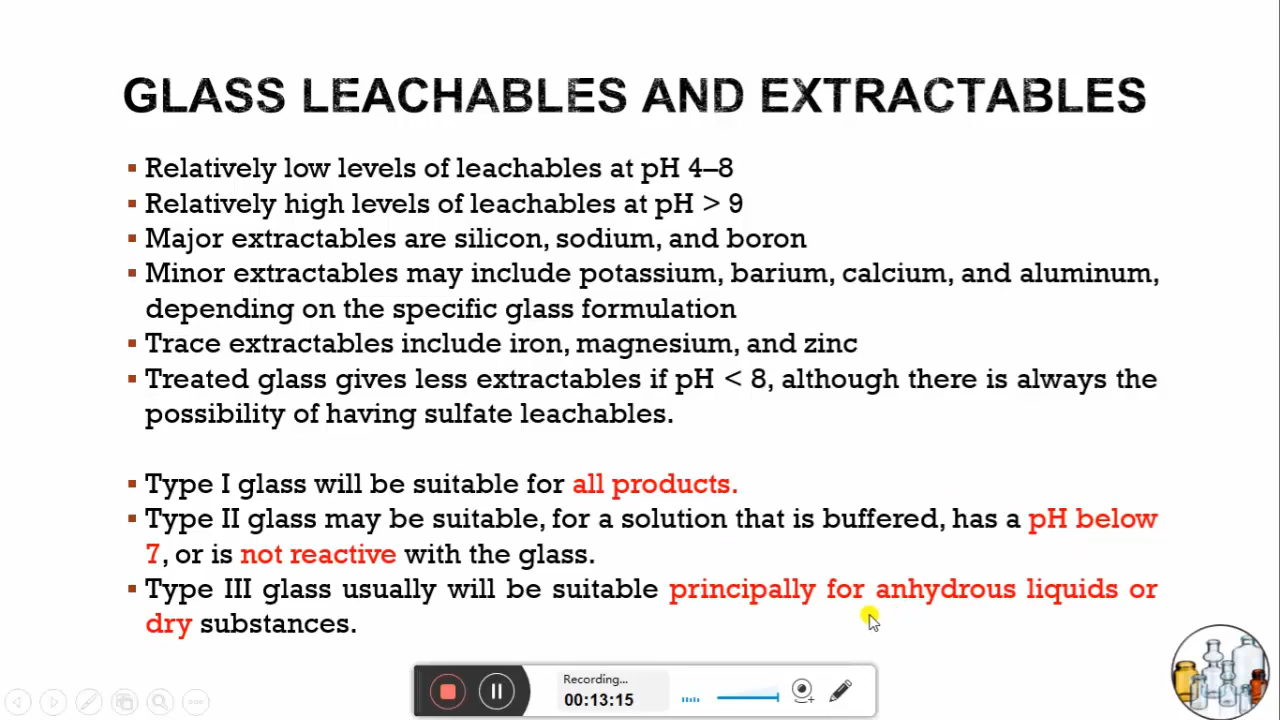 GLASS LEACHABLES AND EXTRACTABLES
▪ Relatively low levels of leachables at pH 4–8
▪ Relatively high levels of leachables at pH > 9
▪ Major extractables are silicon, sodium, and boron
▪ Minor extractables may include potassium, barium, calcium, and aluminum,
depending on the specific glass formulation
▪ Trace extractables include iron, magnesium, and zinc
▪ Treated glass gives less extractables if pH < 8, although there is always the
possibility of having sulfate leachables.
▪ Type I glass will be suitable for all products.
▪ Type II glass may be suitable, for a solution that is buffered, has a pH below
7, or is not reactive with the glass.
▪ Type III glass usually will be suitable principally for anhydrous liquids or
dry substances.
Recording...
00:13:15